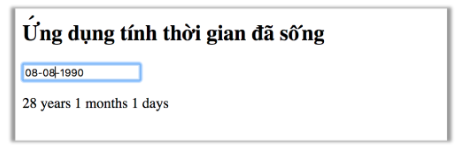 Ứng dụng tính thời gian đã sống
08-08-1990
28 years 1 months 1 days